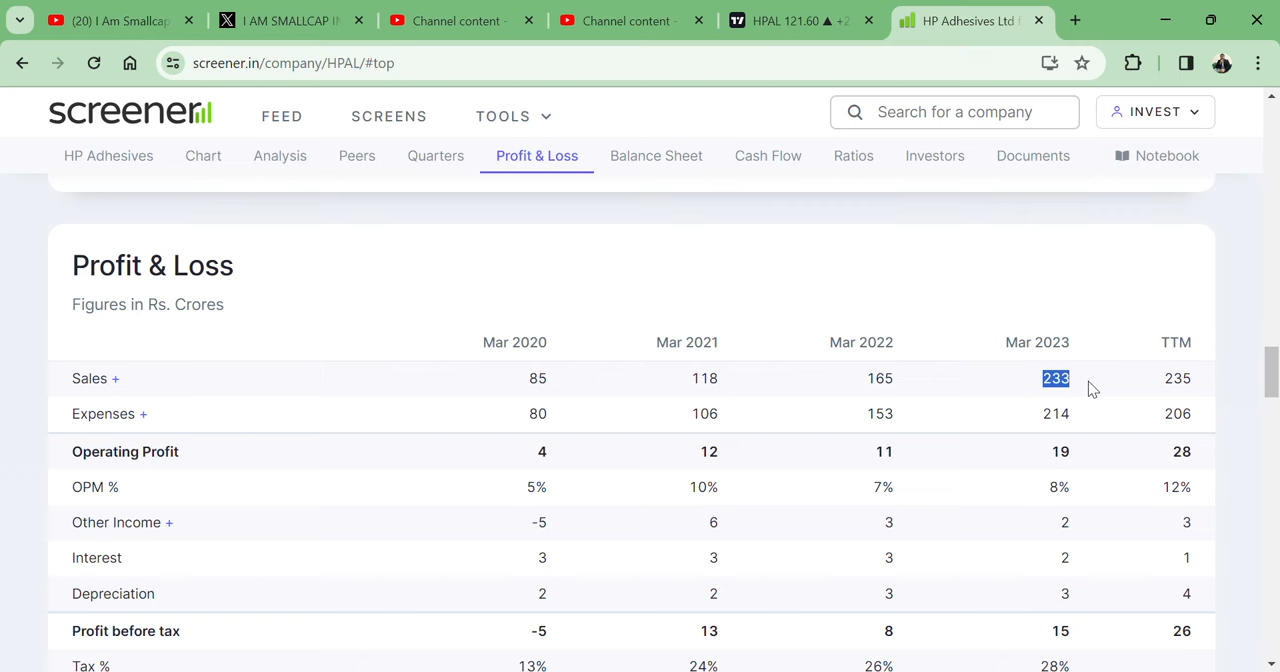 (20) I Am Smallcap
I AM SMALLCAP IN
Channel content -
Channel content -
HPAL 121.60 ▲ +2
HP Adhesives Ltd
screener.in/company/HPAL/#top
screener
FEED
SCREENS
TOOLS
Search for a company
INVEST
HP Adhesives Chart Analysis Peers Quarters Profit & Loss Balance Sheet Cash Flow Ratios Investors Documents Notebook
Profit & Loss
Figures in Rs. Crores
Mar 2020 Mar 2021 Mar 2022 Mar 2023 TTM
Sales + 85 118 165 233 235
Expenses + 80 106 153 214 206
Operating Profit 4 12 11 19 28
OPM % 5% 10% 7% 8% 12%
Other Income + -5 6 3 2 3
Interest 3 3 3 2 1
Depreciation 2 2 3 3 4
Profit before tax -5 13 8 15 26
Tax % 13% 24% 26% 28%